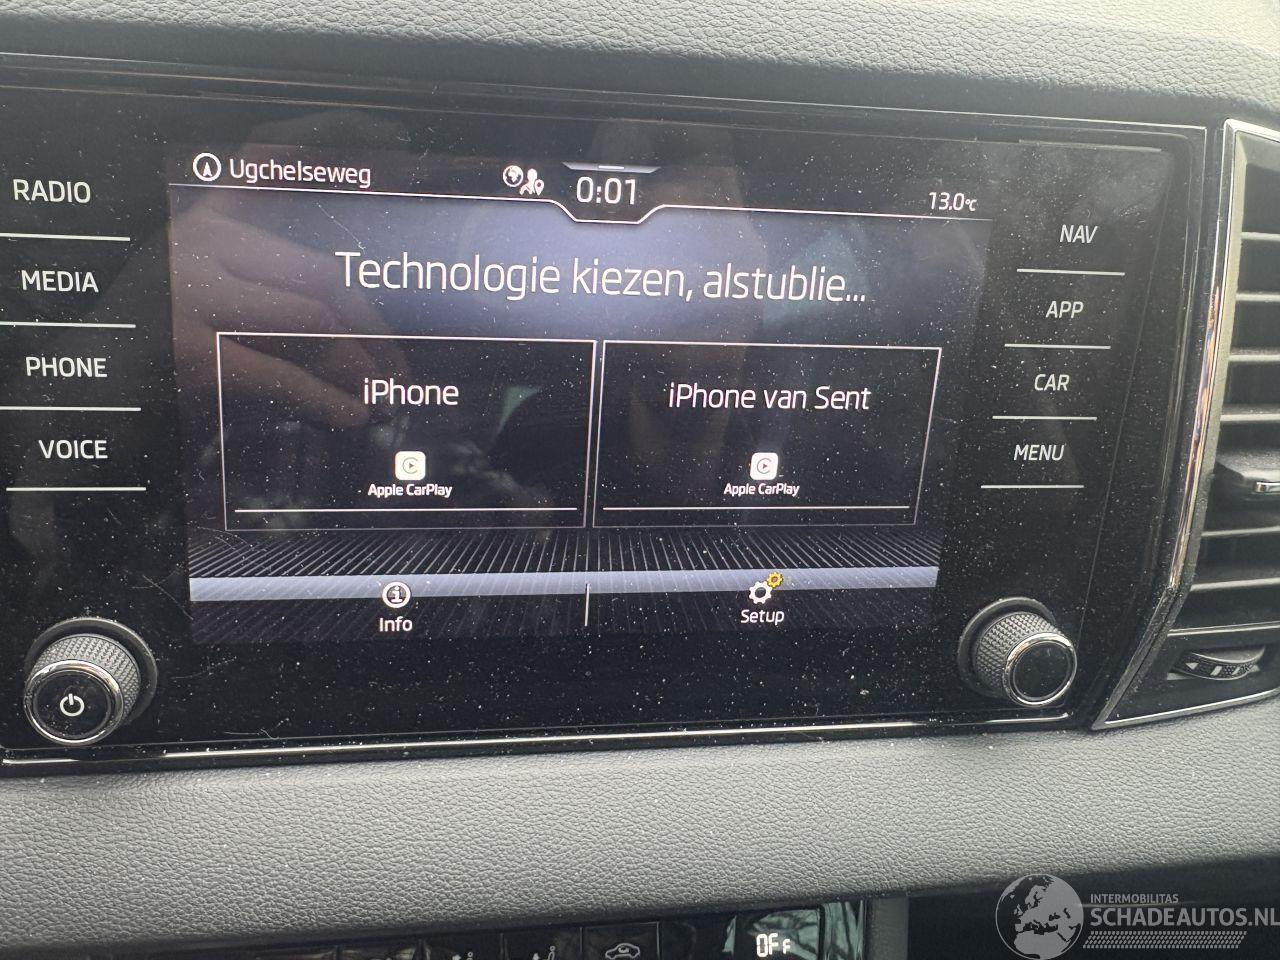 Ugchelseweg
0:01
13.0°C
RADIO
MEDIA
PHONE
VOICE
NAV
APP
CAR
MENU
Technologie kiezen, alstublie...
iPhone
Apple CarPlay
iPhone van Sent
Apple CarPlay
Info
Setup
OFF
INTERMOBILITAS
SCHADEAUTOS.NL